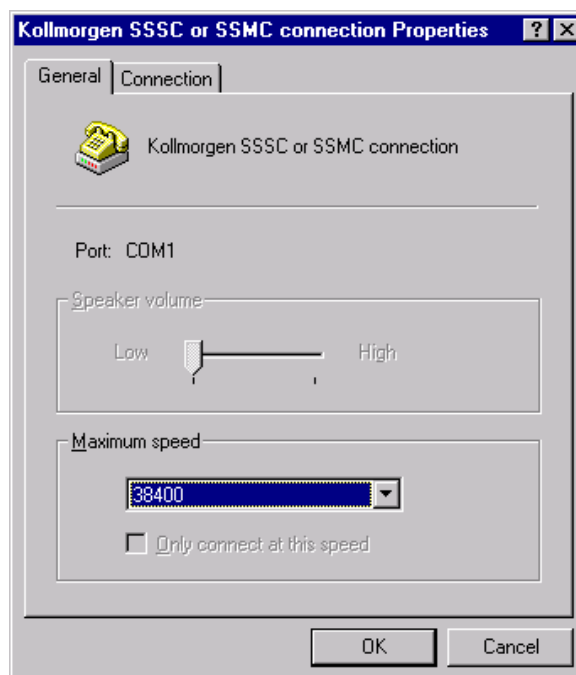 Kollmorgen SSSC or SSMC connection Properties
General Connection
Kollmorgen SSSC or SSMC connection
Port: COM1
Speaker volume
Low High
Maximum speed
38400
Only connect at this speed
OK Cancel